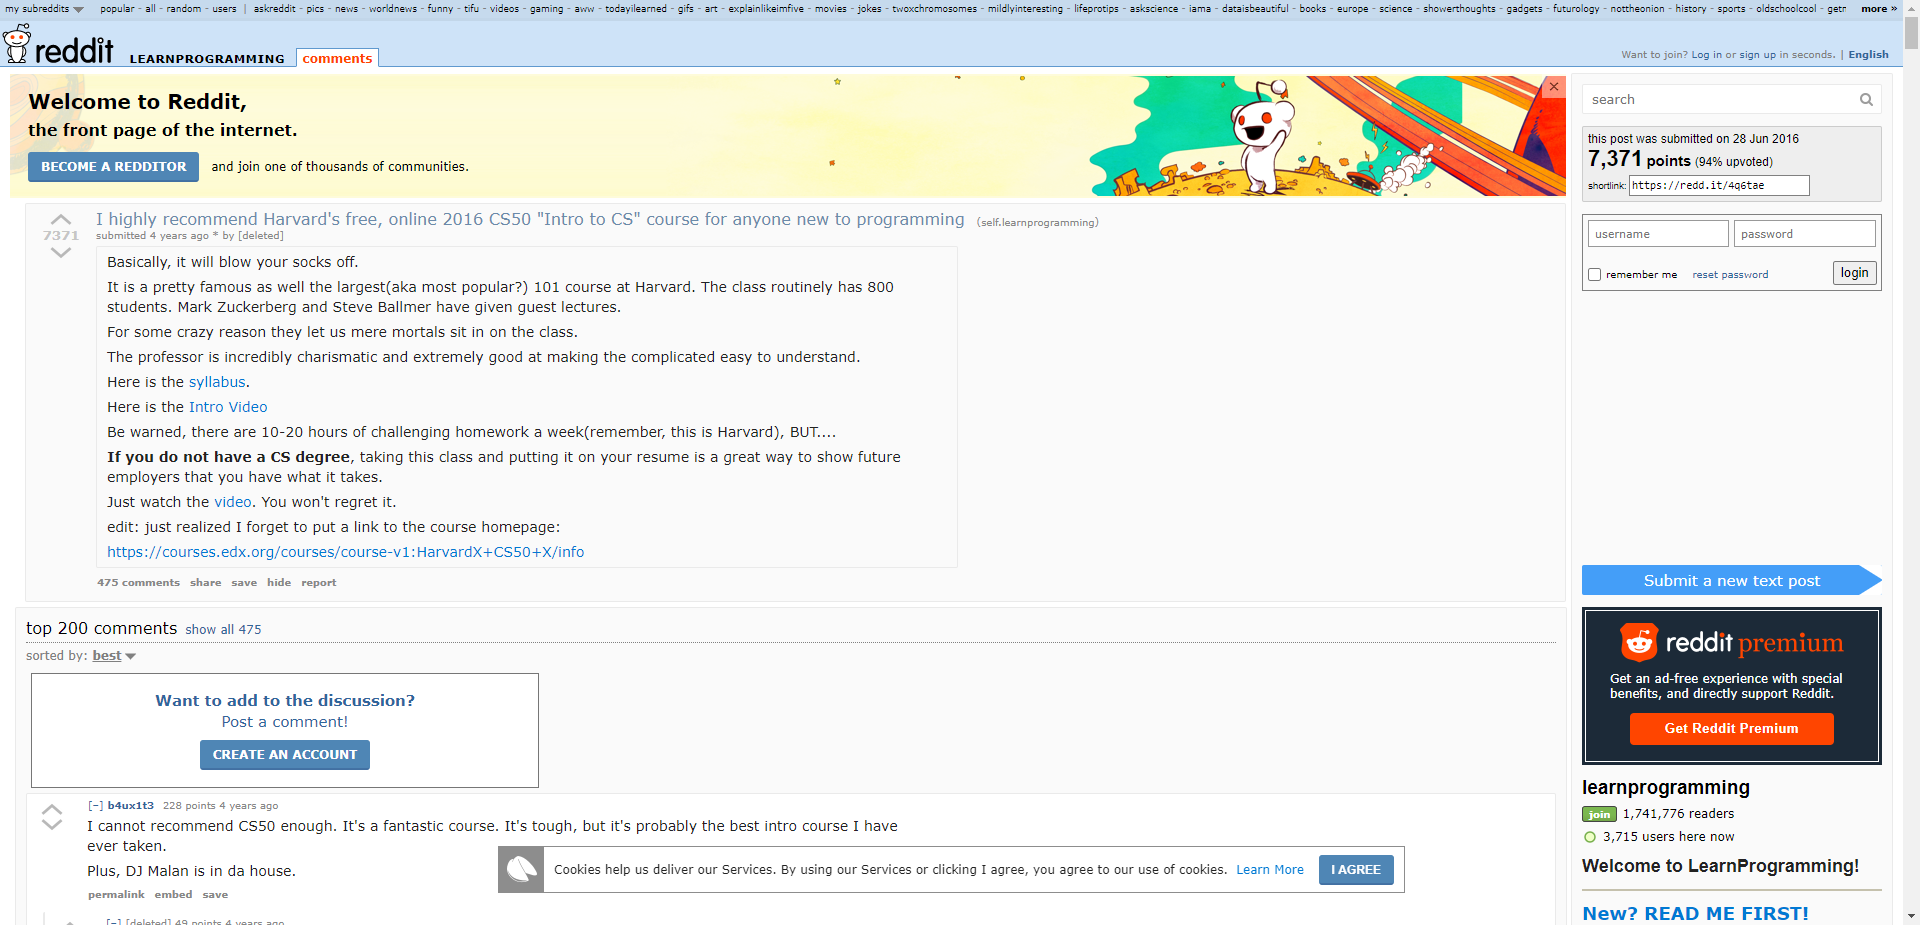 my subreddits popular - all - random - users | askreddit - pics - news - worldnews - funny - tifu - videos - gaming - aww - todayilearned - gifs - art - explainlikeimfive - movies - jokes - twoxchromosomes - mildlyinteresting - lifeprotips - askscience - iama - dataisbeautiful - books - europe - science - showerthoughts - gadgets - futurology - nottheonion - history - sports - oldschoolcool - getm more »
reddit LEARNPROGRAMMING comments
Want to join? Log in or sign up in seconds. | English
Welcome to Reddit,
the front page of the internet.
BECOME A REDDITOR and join one of thousands of communities.
7371
I highly recommend Harvard's free, online 2016 CS50 "Intro to CS" course for anyone new to programming (self.learnprogramming)
submitted 4 years ago * by [deleted]
Basically, it will blow your socks off.
It is a pretty famous as well the largest(aka most popular?) 101 course at Harvard. The class routinely has 800
students. Mark Zuckerberg and Steve Ballmer have given guest lectures.
For some crazy reason they let us mere mortals sit in on the class.
The professor is incredibly charismatic and extremely good at making the complicated easy to understand.
Here is the syllabus.
Here is the Intro Video
Be warned, there are 10-20 hours of challenging homework a week(remember, this is Harvard), BUT....
If you do not have a CS degree, taking this class and putting it on your resume is a great way to show future
employers that you have what it takes.
Just watch the video. You won't regret it.
edit: just realized I forget to put a link to the course homepage:
https://courses.edx.org/courses/course-v1:HarvardX+CS50+X/info
475 comments share save hide report
top 200 comments show all 475
sorted by: best
Want to add to the discussion?
Post a comment!
CREATE AN ACCOUNT
[–] b4ux1t3 228 points 4 years ago
I cannot recommend CS50 enough. It's a fantastic course. It's tough, but it's probably the best intro course I have
ever taken.
Plus, DJ Malan is in da house.
permalink embed save
[–] [deleted] 49 points 4 years ago
Cookies help us deliver our Services. By using our Services or clicking I agree, you agree to our use of cookies. Learn More I AGREE
search
this post was submitted on 28 Jun 2016
7,371 points (94% upvoted)
shortlink: https://redd.it/4q6tae
username password
remember me reset password login
Submit a new text post
reddit premium
Get an ad-free experience with special
benefits, and directly support Reddit.
Get Reddit Premium
learnprogramming
join 1,741,776 readers
3,715 users here now
Welcome to LearnProgramming!
New? READ ME FIRST!